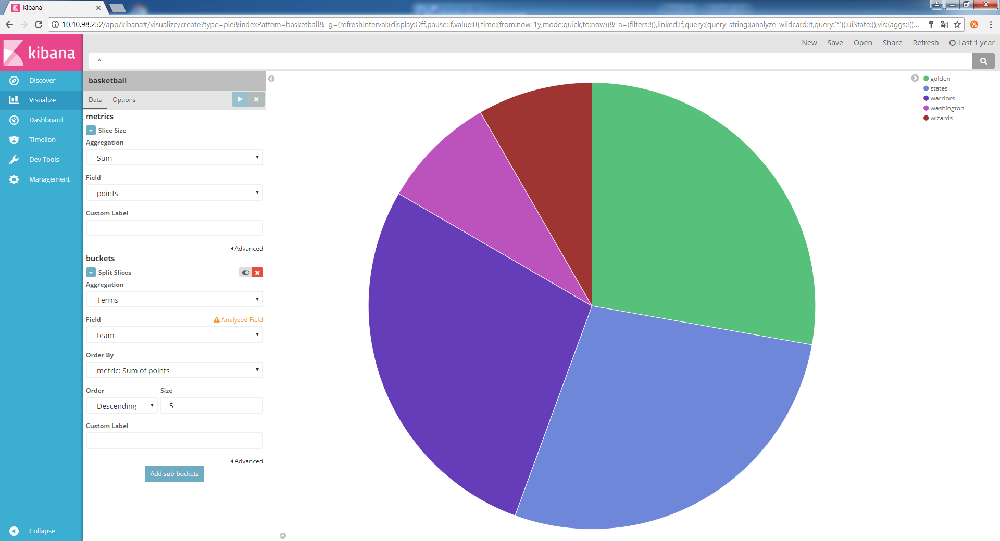 Kibana
10.40.98.252/app/kibana#/visualize/create?type=pie&indexPattern=basketball&_g=(refreshInterval:(display:Off,pause:!f,value:0),time:(from:now-1y,mode:quick,to:now))&_a=(filters:!(),linked:!f,query:(query_string:(analyze_wildcard:!t,query:'*')),uiState:(),vis:(aggs:!((...
kibana
New Save Open Share Refresh Last 1 year
*
Discover
Visualize
Dashboard
Timelion
Dev Tools
Management
Collapse
basketball
Data Options
metrics
Slice Size
Aggregation
Sum
Field
points
Custom Label
Advanced
buckets
Split Slices
Aggregation
Terms
Field Analyzed Field
team
Order By
metric: Sum of points
Order Size
Descending 5
Custom Label
Advanced
Add sub-buckets
golden
states
warriors
washington
wizards